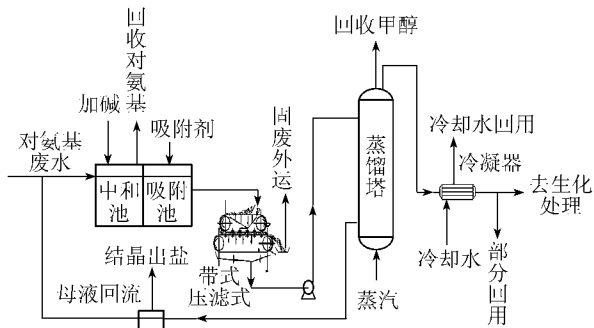 回收甲醇
回收对氨基
加碱
吸附剂
对氨基
废水
中和
池
吸附
池
固废外运
带式
压滤式
蒸馏塔
蒸汽
冷却水回用
冷凝器
冷却水
去生化
处理
部分回用
结晶出盐
母液回流